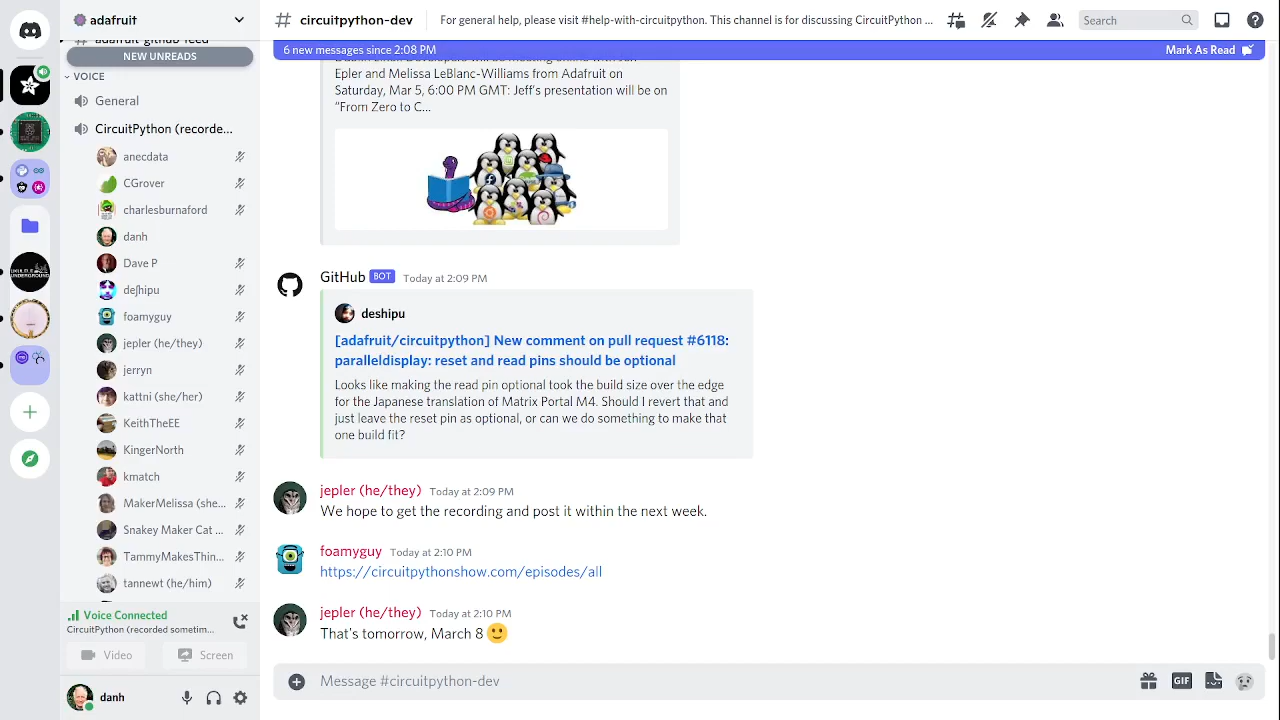 adafruit
circuitpython-dev
For general help, please visit #help-with-circuitpython. This channel is for discussing CircuitPython ...
Search
adafruit-github-feed
NEW UNREADS
VOICE
General
CircuitPython (recorde...
anecdata
CGrover
charlesburnaford
danh
Dave P
deʃhipu
foamyguy
jepler (he/they)
jerryn
kattni (she/her)
KeithTheEE
KingerNorth
kmatch
MakerMelissa (she...
Snakey Maker Cat ...
TammyMakesThin...
tannewt (he/him)
Voice Connected
CircuitPython (recorded sometim...
Video
Screen
danh
6 new messages since 2:08 PM
Mark As Read
Epler and Melissa LeBlanc-Williams from Adafruit on
Saturday, Mar 5, 6:00 PM GMT: Jeff's presentation will be on
“From Zero to C...
GitHub BOT Today at 2:09 PM
deshipu
[adafruit/circuitpython] New comment on pull request #6118:
paralleldisplay: reset and read pins should be optional
Looks like making the read pin optional took the build size over the edge
for the Japanese translation of Matrix Portal M4. Should I revert that and
just leave the reset pin as optional, or can we do something to make that
one build fit?
jepler (he/they) Today at 2:09 PM
We hope to get the recording and post it within the next week.
foamyguy Today at 2:10 PM
https://circuitpythonshow.com/episodes/all
jepler (he/they) Today at 2:10 PM
That's tomorrow, March 8
Message #circuitpython-dev
GIF